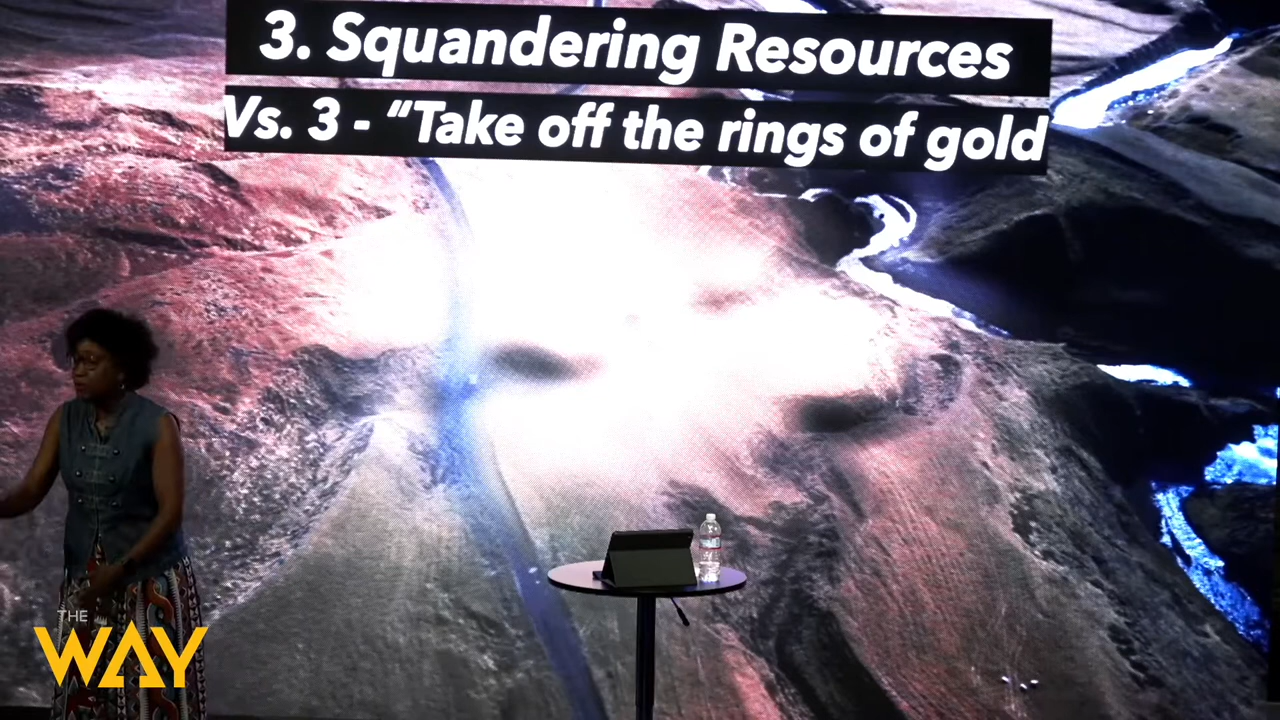 3. Squandering Resources
Vs. 3 - “Take off the rings of gold
THE
WAY